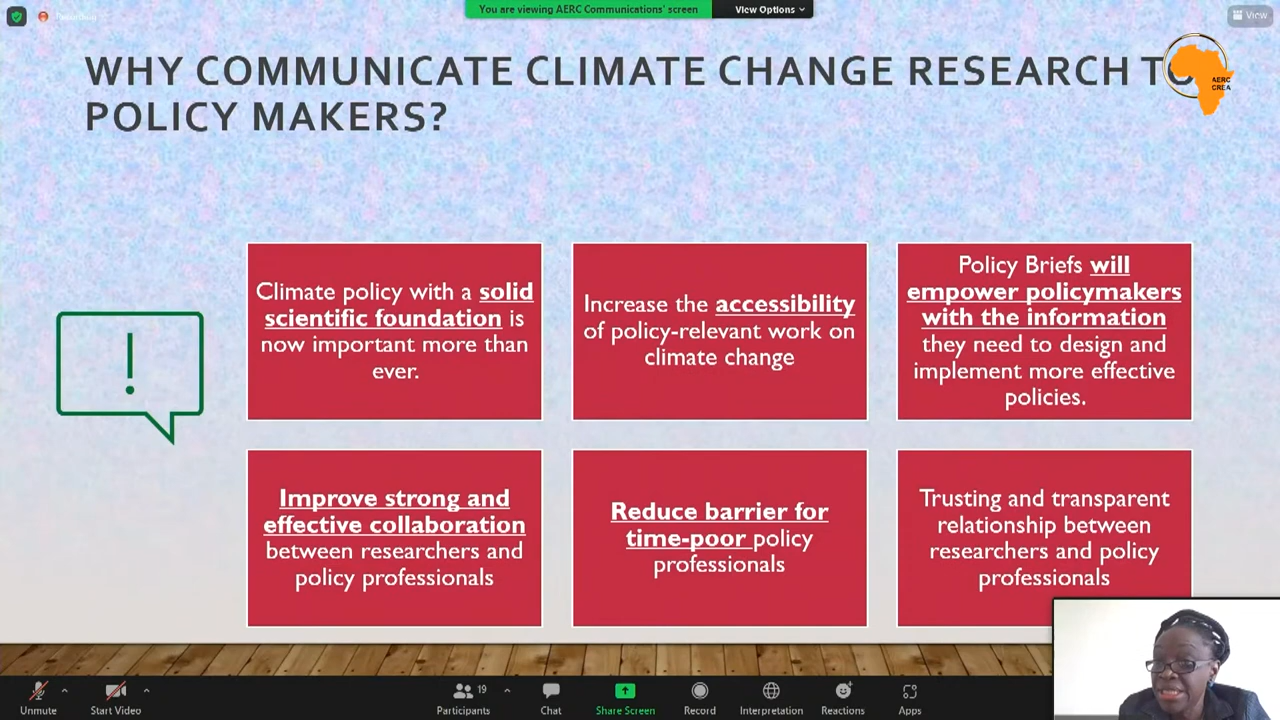 You are viewing AERC Communications' screen
View Options
View
WHY COMMUNICATE CLIMATE CHANGE RESEARCH TO
POLICY MAKERS?
AERC
CREA
Climate policy with a solid
scientific foundation is
now important more than
ever.
Increase the accessibility
of policy-relevant work on
climate change
Policy Briefs will
empower policymakers
with the information
they need to design and
implement more effective
policies.
Improve strong and
effective collaboration
between researchers and
policy professionals
Reduce barrier for
time-poor policy
professionals
Trusting and transparent
relationship between
researchers and policy
professionals
Unmute
Start Video
19
Participants
Chat
Share Screen
Record
Interpretation
Reactions
Apps